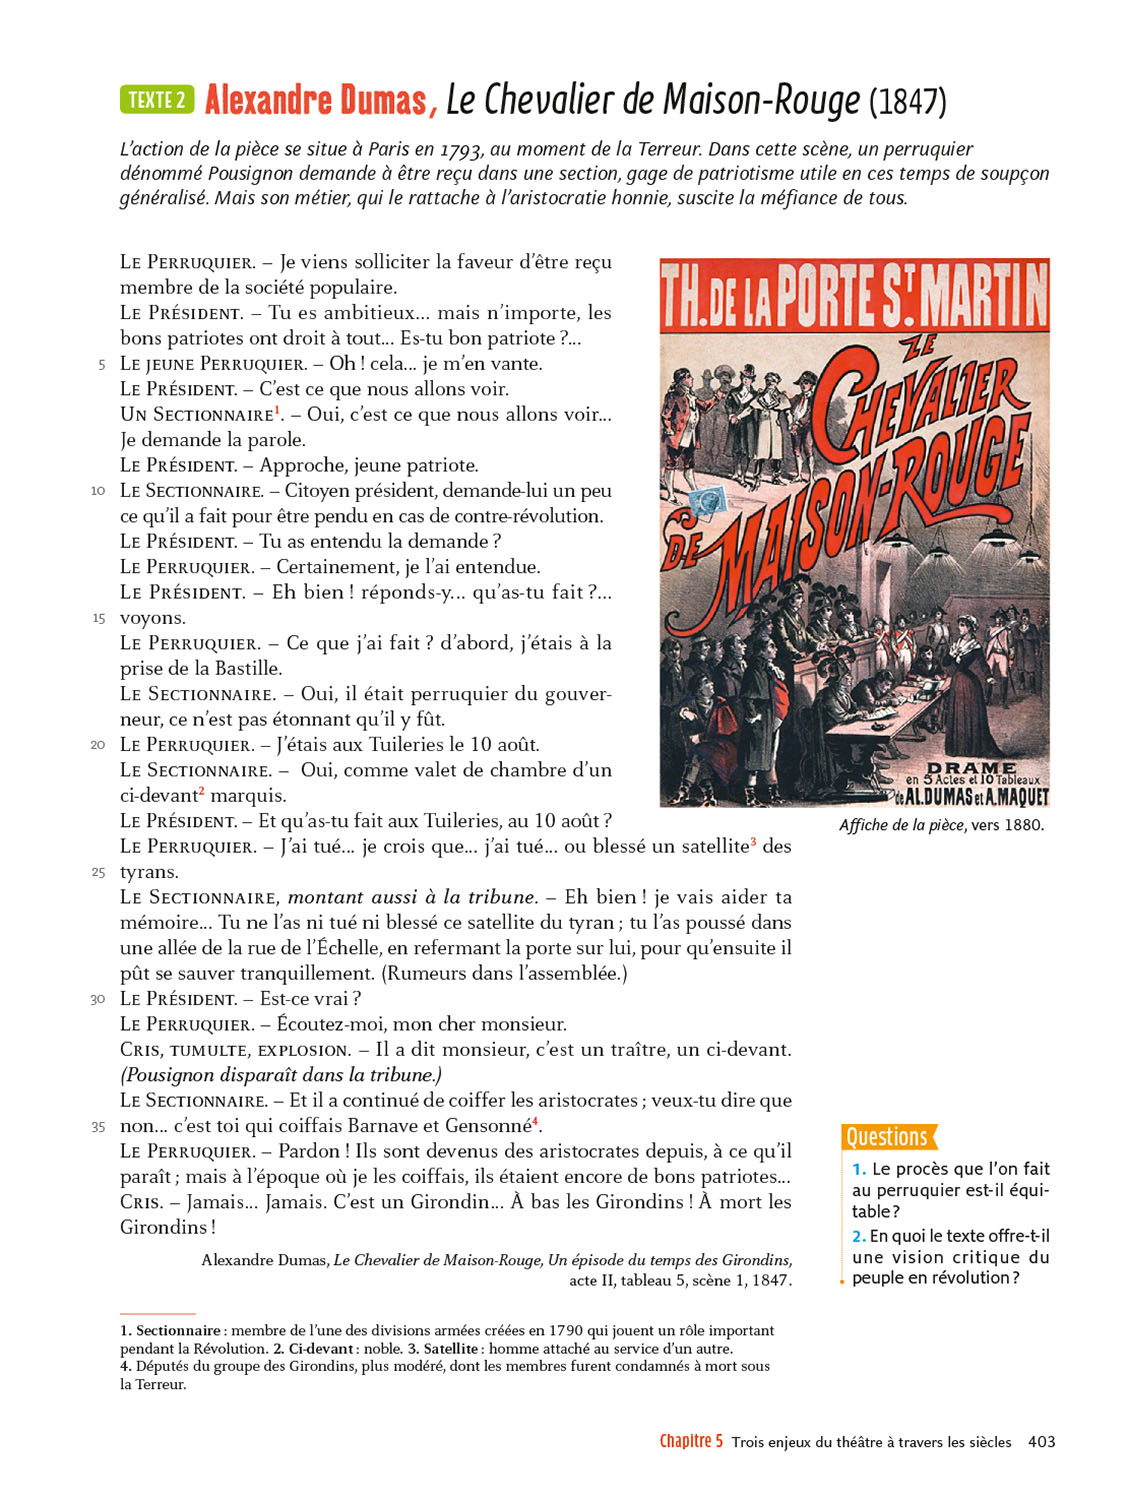 TEXTE 2 Alexandre Dumas, Le Chevalier de Maison-Rouge (1847)
L’action de la pièce se situe à Paris en 1793, au moment de la Terreur. Dans cette scène, un perruquier
dénommé Pousignon demande à être reçu dans une section, gage de patriotisme utile en ces temps de soupçon
généralisé. Mais son métier, qui le rattache à l’aristocratie honnie, suscite la méfiance de tous.
LE PERRUQUIER. – Je viens solliciter la faveur d’être reçu
membre de la société populaire.
LE PRÉSIDENT. – Tu es ambitieux... mais n’importe, les
bons patriotes ont droit à tout... Es-tu bon patriote ?...
5 LE JEUNE PERRUQUIER. – Oh ! cela... je m’en vante.
LE PRÉSIDENT. – C’est ce que nous allons voir.
UN SECTIONNAIRE1. – Oui, c’est ce que nous allons voir...
Je demande la parole.
LE PRÉSIDENT. – Approche, jeune patriote.
10 LE SECTIONNAIRE. – Citoyen président, demande-lui un peu
ce qu’il a fait pour être pendu en cas de contre-révolution.
LE PRÉSIDENT. – Tu as entendu la demande ?
LE PERRUQUIER. – Certainement, je l’ai entendue.
LE PRÉSIDENT. – Eh bien ! réponds-y... qu’as-tu fait ?...
15 voyons.
LE PERRUQUIER. – Ce que j’ai fait ? d’abord, j’étais à la
prise de la Bastille.
LE SECTIONNAIRE. – Oui, il était perruquier du gouver-
neur, ce n’est pas étonnant qu’il y fût.
20 LE PERRUQUIER. – J’étais aux Tuileries le 10 août.
LE SECTIONNAIRE. – Oui, comme valet de chambre d’un
ci-devant2 marquis.
LE PRÉSIDENT. – Et qu’as-tu fait aux Tuileries, au 10 août ?
LE PERRUQUIER. – J’ai tué... je crois que... j’ai tué... ou blessé un satellite3 des
25 tyrans.
LE SECTIONNAIRE, montant aussi à la tribune. – Eh bien ! je vais aider ta
mémoire... Tu ne l’as ni tué ni blessé ce satellite du tyran ; tu l’as poussé dans
une allée de la rue de l’Échelle, en refermant la porte sur lui, pour qu’ensuite il
pût se sauver tranquillement. (Rumeurs dans l’assemblée.)
30 LE PRÉSIDENT. – Est-ce vrai ?
LE PERRUQUIER. – Écoutez-moi, mon cher monsieur.
CRIS, TUMULTE, EXPLOSION. – Il a dit monsieur, c’est un traître, un ci-devant.
(Pousignon disparaît dans la tribune.)
LE SECTIONNAIRE. – Et il a continué de coiffer les aristocrates ; veux-tu dire que
35 non... c’est toi qui coiffais Barnave et Gensonné4.
LE PERRUQUIER. – Pardon ! Ils sont devenus des aristocrates depuis, à ce qu’il
paraît ; mais à l’époque où je les coiffais, ils étaient encore de bons patriotes...
CRIS. – Jamais... Jamais. C’est un Girondin... À bas les Girondins ! À mort les
Girondins !
Alexandre Dumas, Le Chevalier de Maison-Rouge, Un épisode du temps des Girondins,
acte II, tableau 5, scène 1, 1847.
TH. DE LA PORTE ST. MARTIN
LE
CHEVALIER
DE MAISON-ROUGE
DRAME
en 5 Actes et 10 Tableaux
de AL. DUMAS et A. MAQUET
Affiche de la pièce, vers 1880.
Questions
1. Le procès que l’on fait
au perruquier est-il équi-
table ?
2. En quoi le texte offre-t-il
une vision critique du
peuple en révolution ?
1. Sectionnaire : membre de l’une des divisions armées créées en 1790 qui jouent un rôle important
pendant la Révolution. 2. Ci-devant : noble. 3. Satellite : homme attaché au service d’un autre.
4. Députés du groupe des Girondins, plus modéré, dont les membres furent condamnés à mort sous
la Terreur.
Chapitre 5 Trois enjeux du théâtre à travers les siècles 403